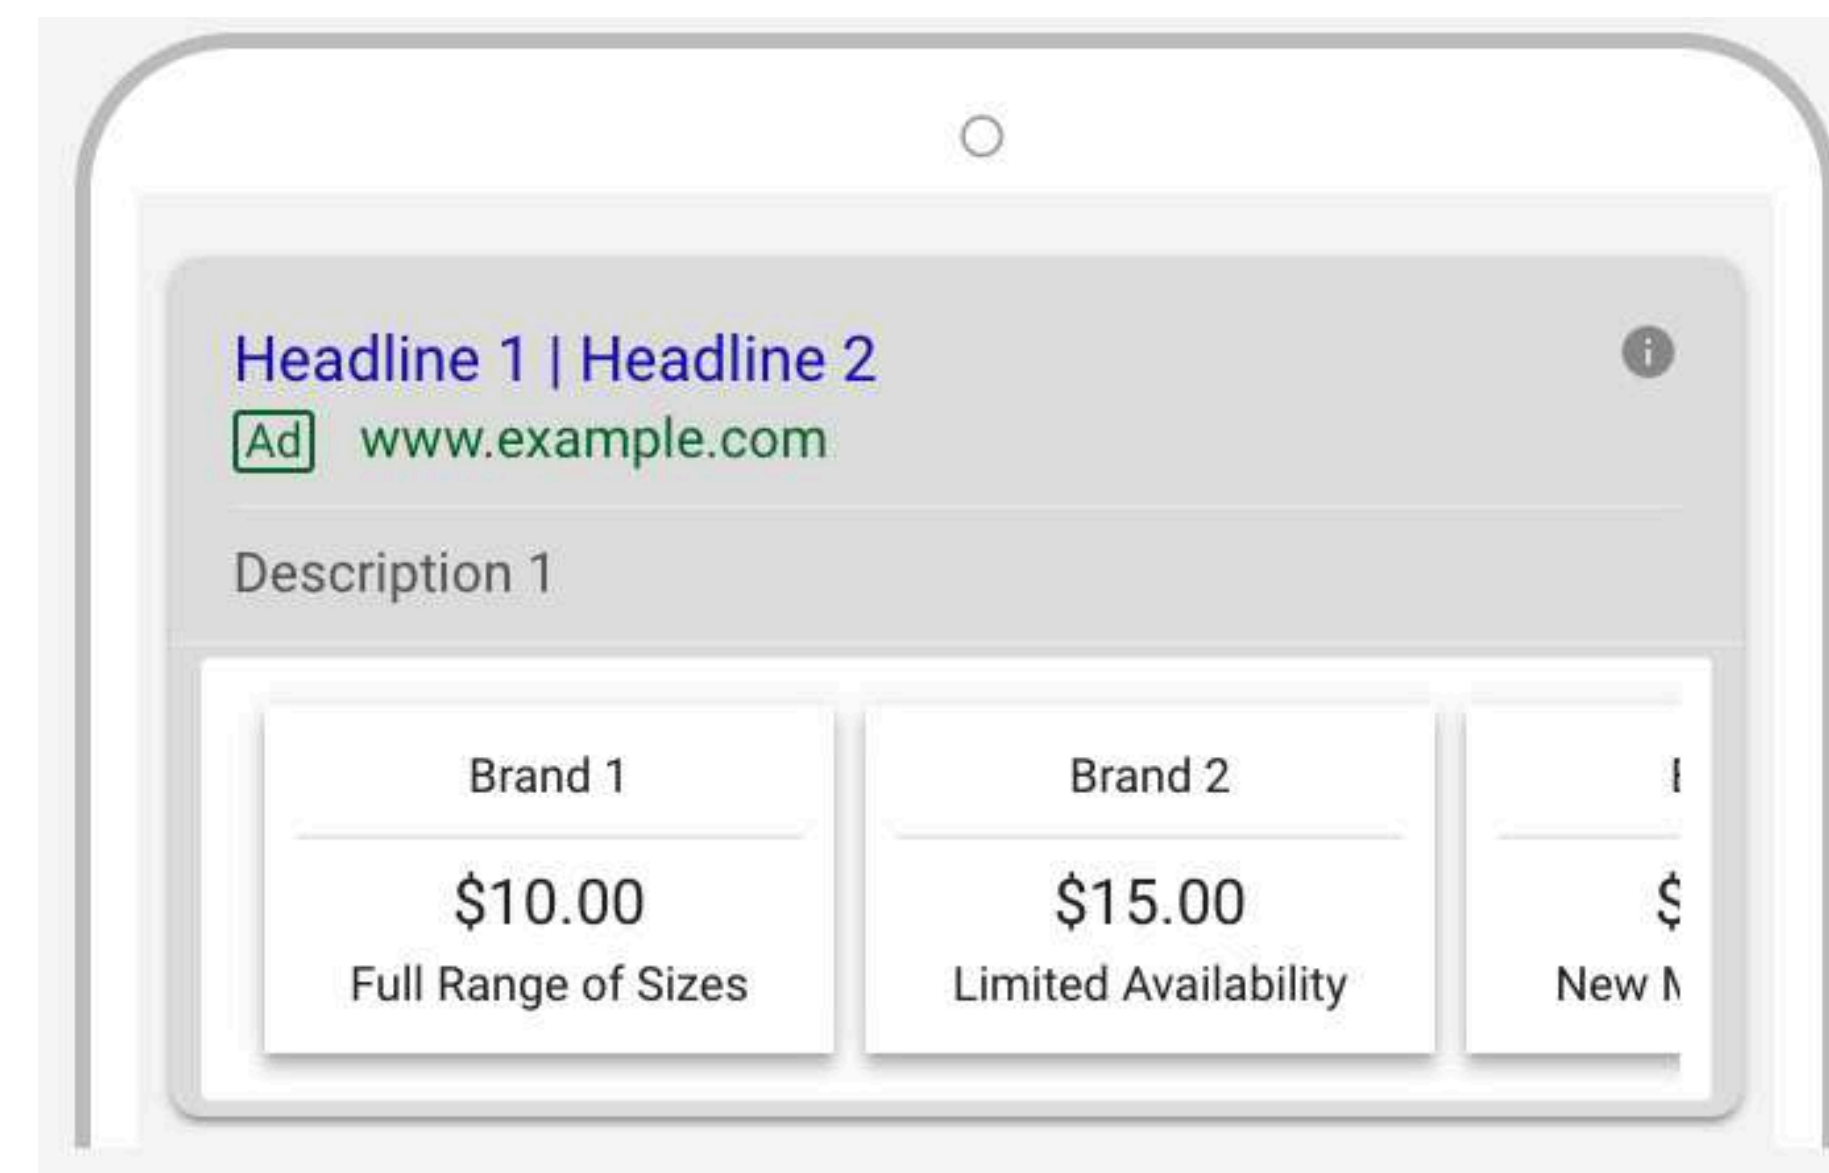 Headline 1 | Headline 2
Ad www.example.com
Description 1
Brand 1 Brand 2
$10.00 $15.00 $
Full Range of Sizes Limited Availability New